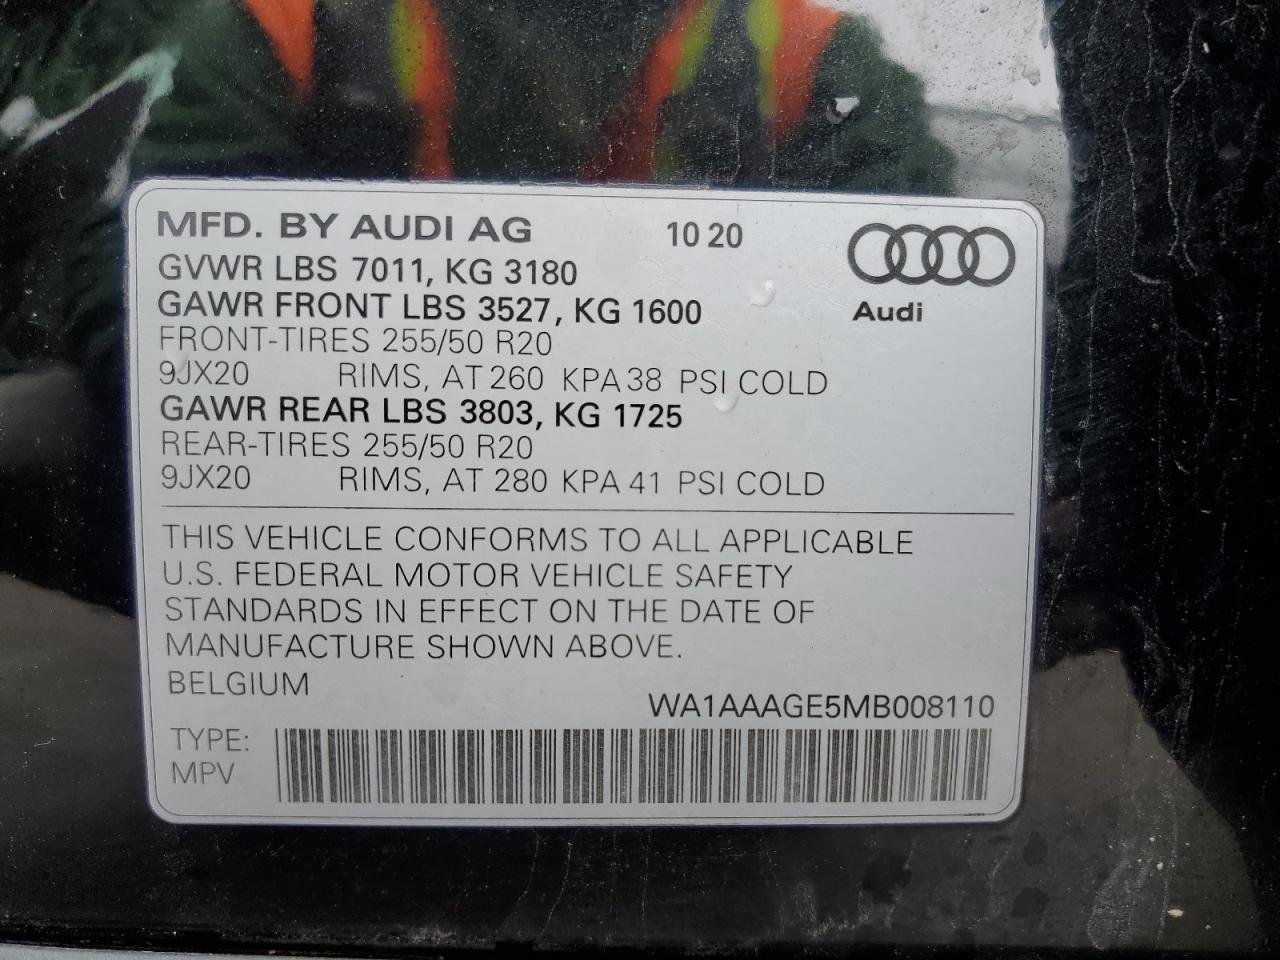 MFD. BY AUDI AG 10 20
GVWR LBS 7011, KG 3180
GAWR FRONT LBS 3527, KG 1600
Audi
FRONT-TIRES 255/50 R20
9JX20 RIMS, AT 260 KPA 38 PSI COLD
GAWR REAR LBS 3803, KG 1725
REAR-TIRES 255/50 R20
9JX20 RIMS, AT 280 KPA 41 PSI COLD
THIS VEHICLE CONFORMS TO ALL APPLICABLE
U.S. FEDERAL MOTOR VEHICLE SAFETY
STANDARDS IN EFFECT ON THE DATE OF
MANUFACTURE SHOWN ABOVE.
BELGIUM
WA1AAAGE5MB008110
TYPE:
MPV